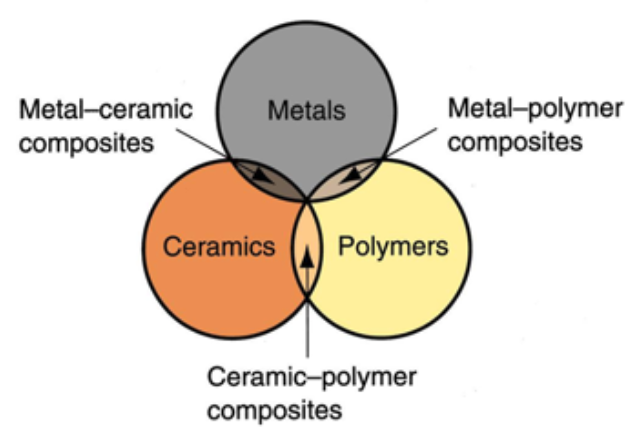 Metals
Metal–ceramic
composites
Metal–polymer
composites
Ceramics
Polymers
Ceramic–polymer
composites